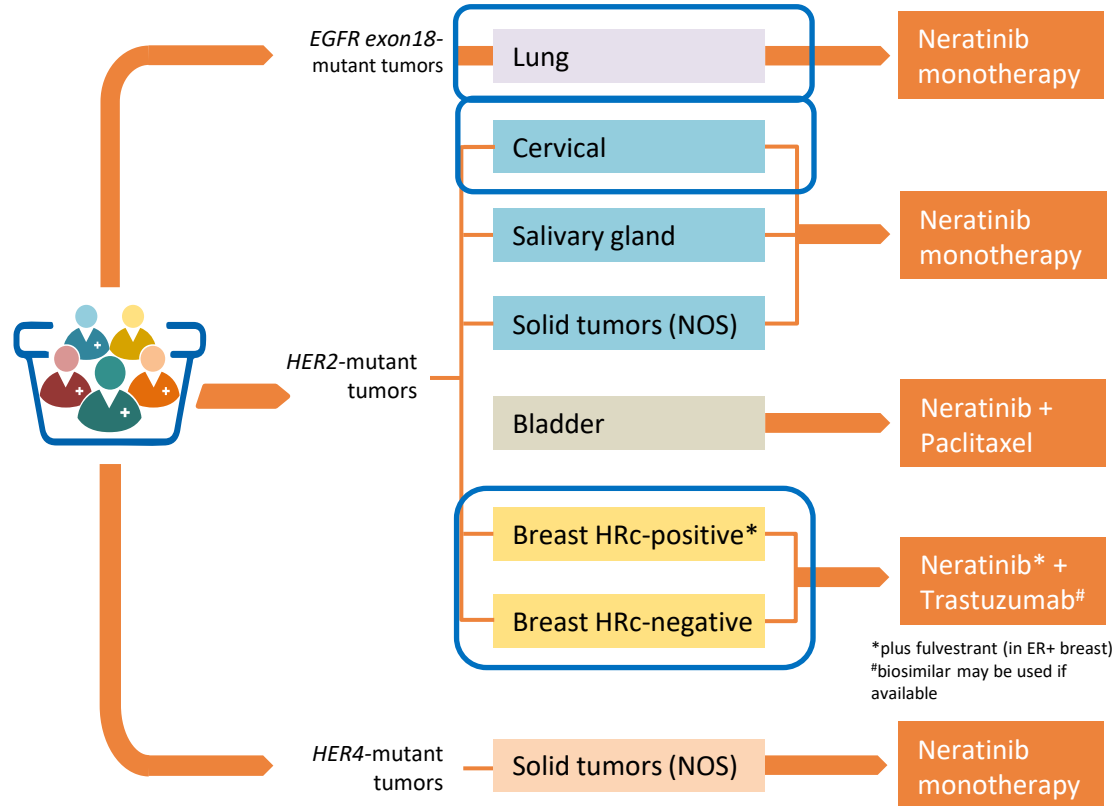 EGFR exon18-
mutant tumors
Lung
Neratinib
monotherapy
Cervical
Salivary gland
Solid tumors (NOS)
Neratinib
monotherapy
HER2-mutant
tumors
Bladder
Neratinib +
Paclitaxel
Breast HRc-positive*
Breast HRc-negative
Neratinib* +
Trastuzumab#
*plus fulvestrant (in ER+ breast)
#biosimilar may be used if
available
HER4-mutant
tumors
Solid tumors (NOS)
Neratinib
monotherapy